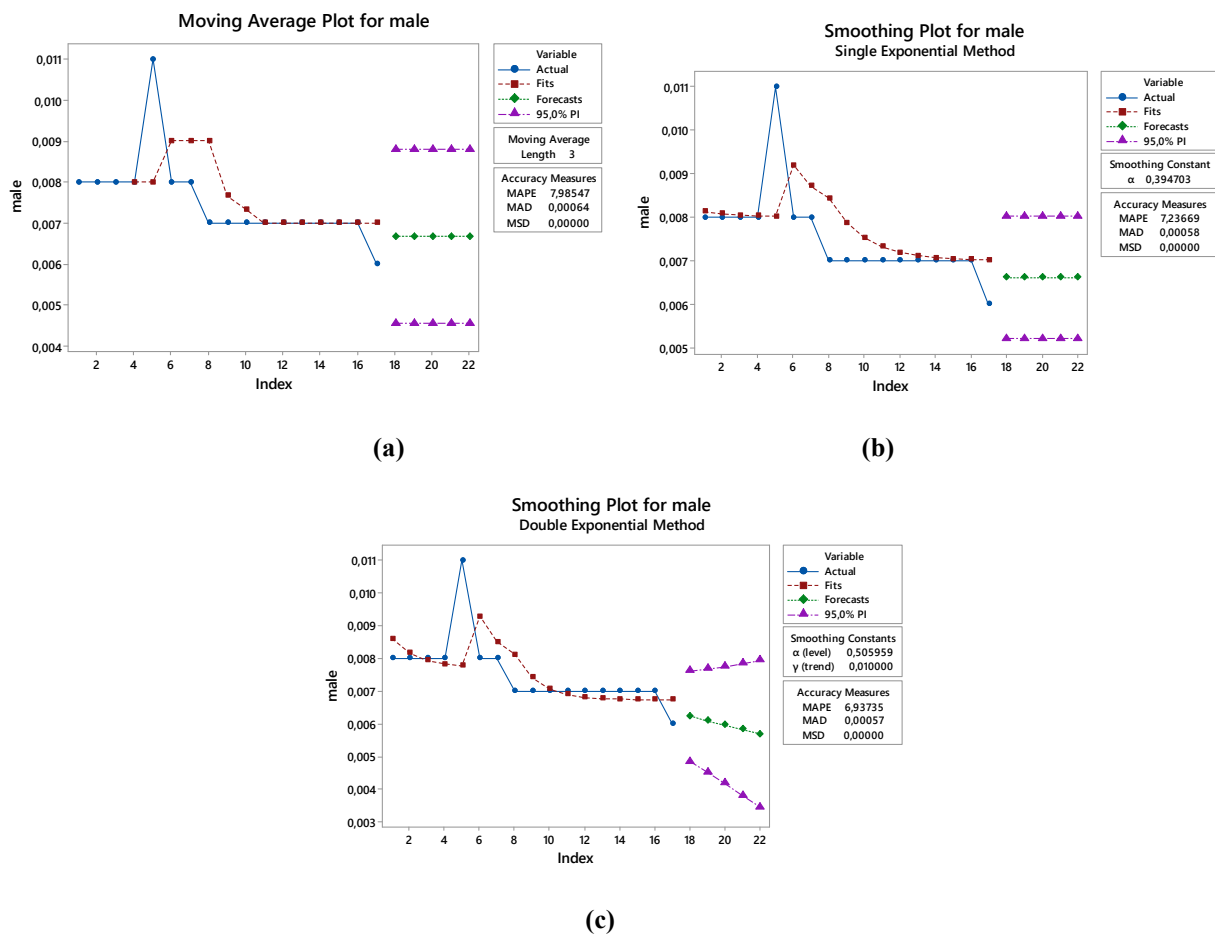 Moving Average Plot for male
0,011
0,010
0,009
0,008
0,007
0,006
0,005
0,004
male
2 4 6 8 10 12 14 16 18 20 22
Index
Variable
Actual
Fits
Forecasts
95,0% PI
Moving Average
Length 3
Accuracy Measures
MAPE 7,98547
MAD 0,00064
MSD 0,00000
(a)
Smoothing Plot for male
Single Exponential Method
0,011
0,010
0,009
0,008
0,007
0,006
0,005
male
2 4 6 8 10 12 14 16 18 20 22
Index
Variable
Actual
Fits
Forecasts
95,0% PI
Smoothing Constant
α 0,394703
Accuracy Measures
MAPE 7,23669
MAD 0,00058
MSD 0,00000
(b)
Smoothing Plot for male
Double Exponential Method
0,011
0,010
0,009
0,008
0,007
0,006
0,005
0,004
0,003
male
2 4 6 8 10 12 14 16 18 20 22
Index
Variable
Actual
Fits
Forecasts
95,0% PI
Smoothing Constants
α (level) 0,505959
γ (trend) 0,010000
Accuracy Measures
MAPE 6,93735
MAD 0,00057
MSD 0,00000
(c)